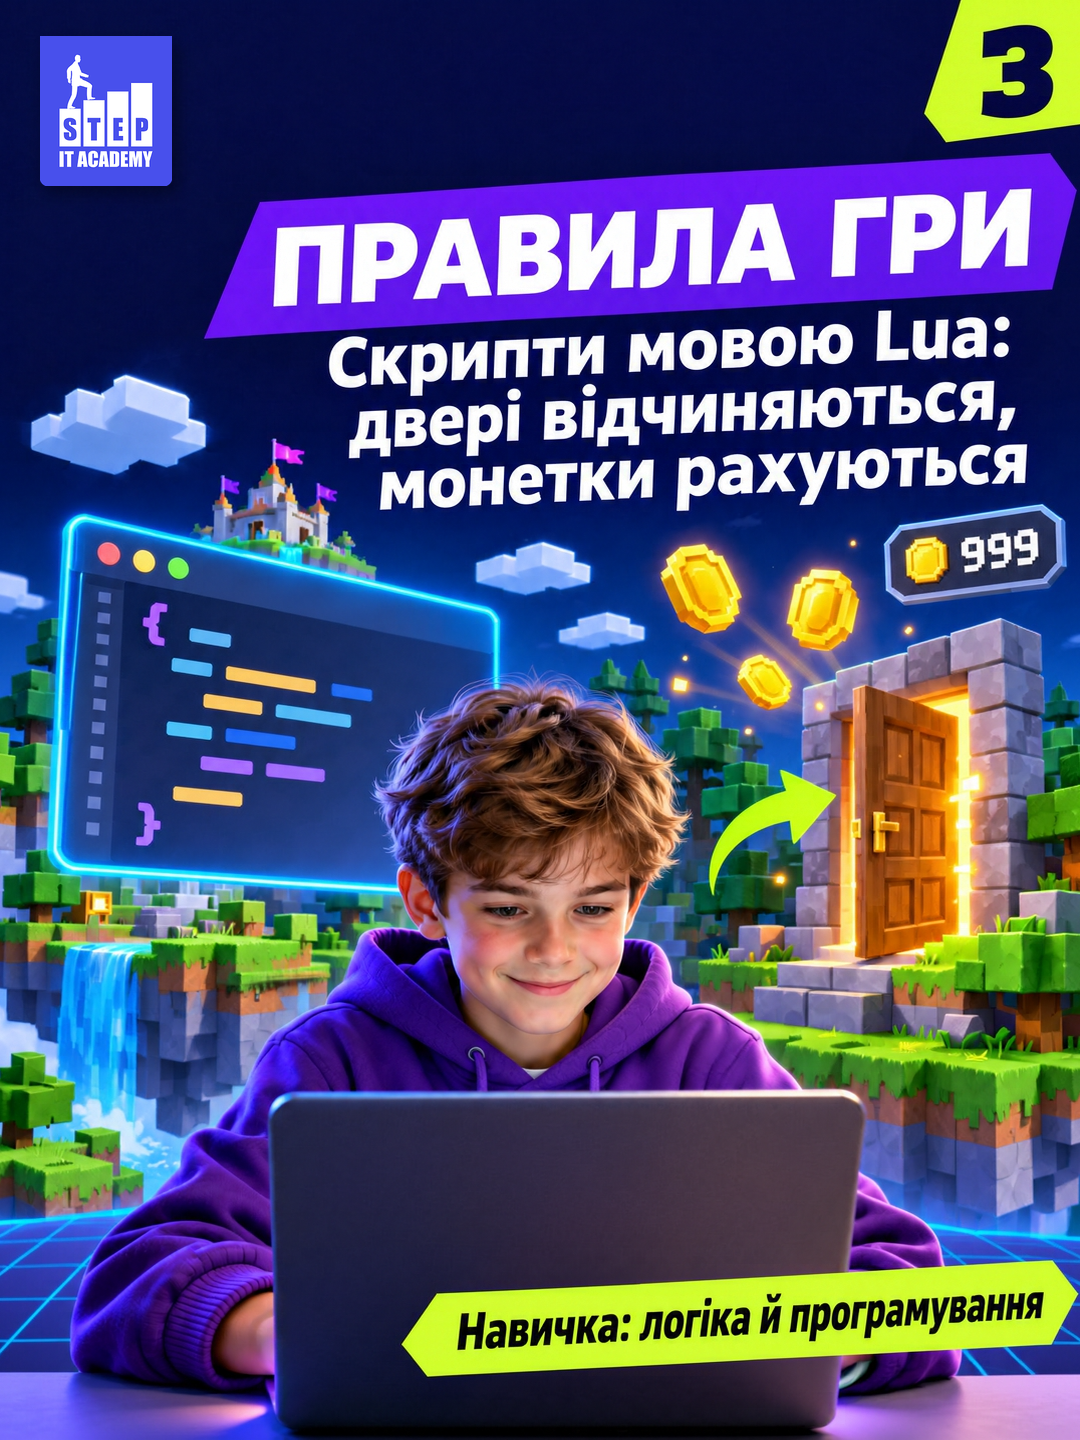 STEP
IT ACADEMY
3
ПРАВИЛА ГРИ
Скрипти мовою Lua:
двері відчиняються,
монетки рахуються
999
Навичка: логіка й програмування